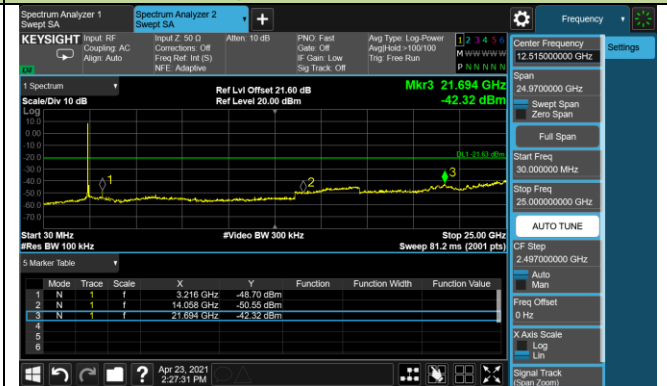 Spectrum Analyzer 1
Swept SA
Spectrum Analyzer 2
Swept SA
+
Frequency
KEYSIGHT
Input: RF
Coupling: AC
Align: Auto
Input Z: 50 Ω
Corrections: Off
Freq Ref: Int (S)
NFE: Adaptive
Atten: 10 dB
PNO: Fast
Gate: Off
IF Gain: Low
Sig Track: Off
Avg Type: Log-Power
Avg|Hold:>100/100
Trig: Free Run
1 2 3 4 5 6
M W W W W W
P N N N N N
LXI
1 Spectrum
Scale/Div 10 dB
Ref Lvl Offset 21.60 dB
Ref Level 20.00 dBm
Mkr3 21.694 GHz
-42.32 dBm
Log
10.0
0.00
-10.0
-20.0
-30.0
-40.0
-50.0
-60.0
-70.0
DL1 -21.63 dBm
1
2
3
Start 30 MHz
#Res BW 100 kHz
#Video BW 300 kHz
Stop 25.00 GHz
Sweep 81.2 ms (2001 pts)
5 Marker Table
Mode Trace Scale X Y Function Function Width Function Value
1 N 1 f 3.216 GHz -48.70 dBm
2 N 1 f 14.058 GHz -50.55 dBm
3 N 1 f 21.694 GHz -42.32 dBm
4
5
6
?
Apr 23, 2021
2:27:31 PM
Center Frequency
12.515000000 GHz
Settings
Span
24.9700000 GHz
Swept Span
Zero Span
Full Span
Start Freq
30.000000 MHz
Stop Freq
25.000000000 GHz
AUTO TUNE
CF Step
2.497000000 GHz
Auto
Man
Freq Offset
0 Hz
X Axis Scale
Log
Lin
Signal Track
(Span Zoom)